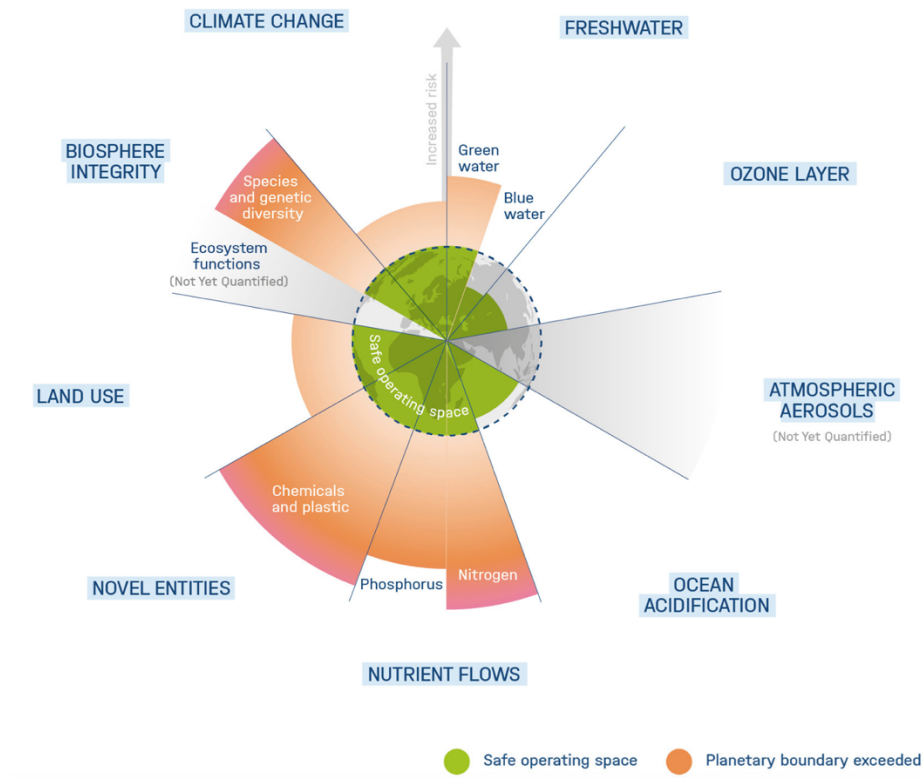 CLIMATE CHANGE
FRESHWATER
Increased risk
Green
water
Blue
water
BIOSPHERE
INTEGRITY
Species
and genetic
diversity
Ecosystem
functions
(Not Yet Quantified)
OZONE LAYER
LAND USE
Safe operating space
ATMOSPHERIC
AEROSOLS
(Not Yet Quantified)
Chemicals
and plastic
Phosphorus
Nitrogen
NOVEL ENTITIES
OCEAN
ACIDIFICATION
NUTRIENT FLOWS
Safe operating space
Planetary boundary exceeded